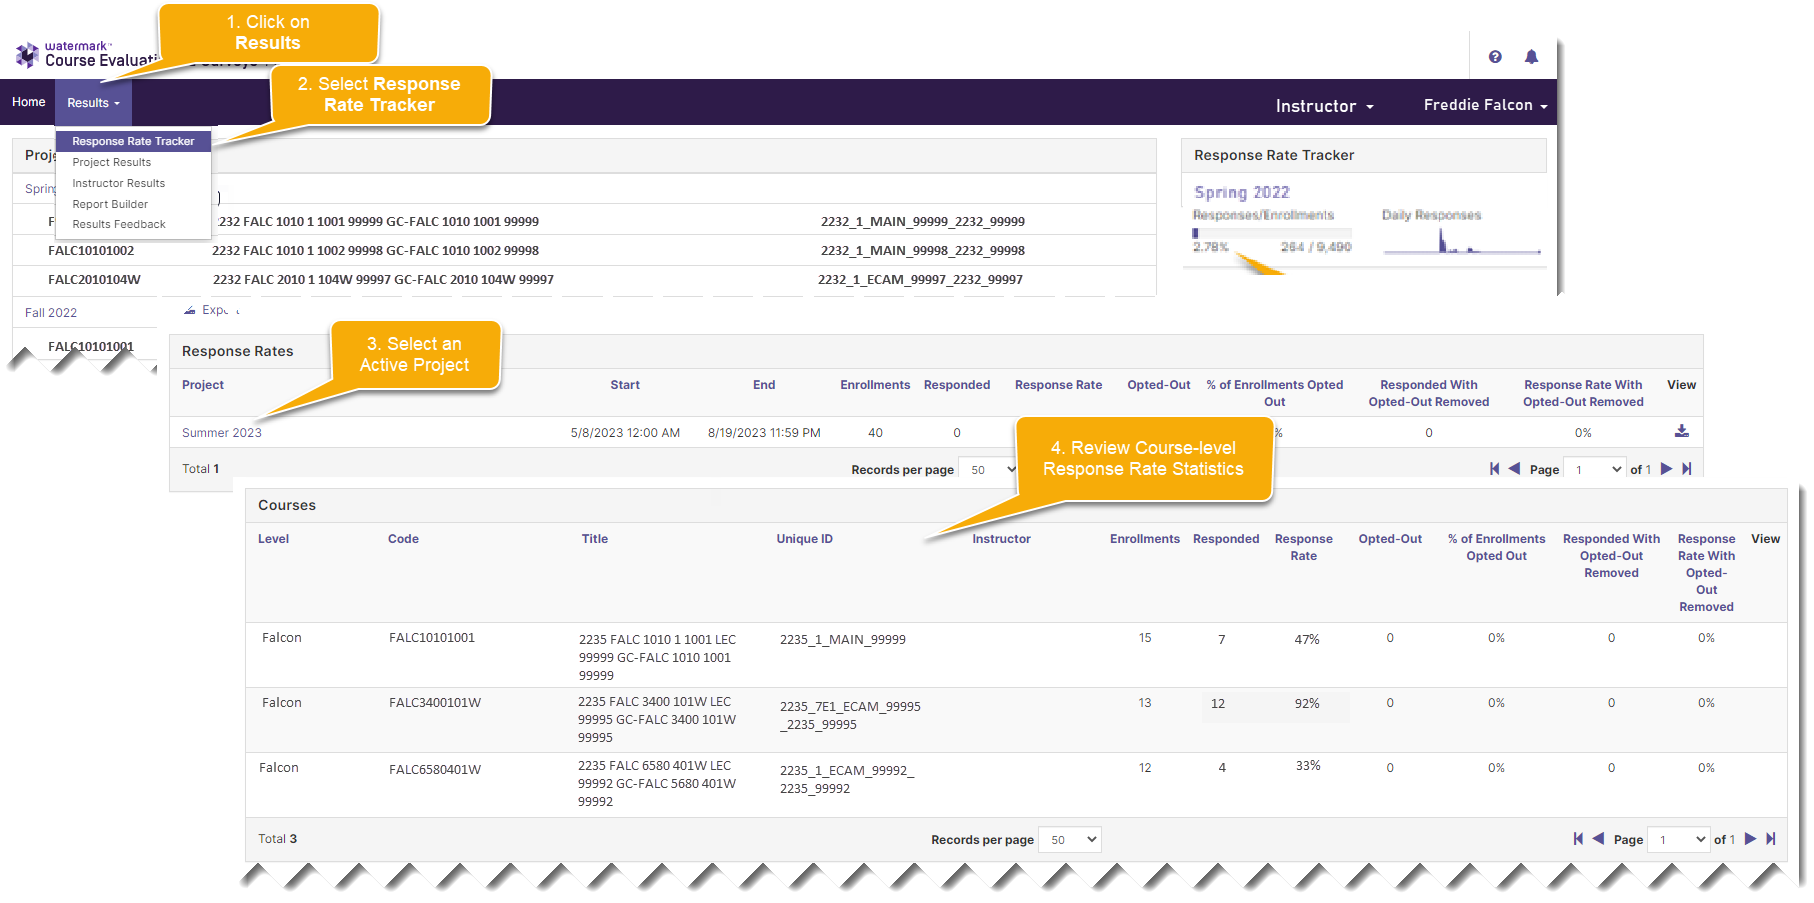 1. Click on
Results
watermark™
Course Evaluati
2. Select Response
Rate Tracker
Home
Results
Instructor
Freddie Falcon
Response Rate Tracker
Project Results
Instructor Results
Report Builder
Results Feedback
Proj
Spring
)
F
2232 FALC 1010 1 1001 99999 GC-FALC 1010 1001 99999
2232_1_MAIN_99999_2232_99999
FALC10101002
2232 FALC 1010 1 1002 99998 GC-FALC 1010 1002 99998
2232_1_MAIN_99998_2232_99998
FALC2010104W
2232 FALC 2010 1 104W 99997 GC-FALC 2010 104W 99997
2232_1_ECAM_99997_2232_99997
Fall 2022
FALC10101001
Response Rate Tracker
Spring 2022
Responses/Enrollments
Daily Responses
2.78%
264 / 9,490
3. Select an
Active Project
Response Rates
Project
Start
End
Enrollments
Responded
Response Rate
Opted-Out
% of Enrollments Opted
Out
Responded With
Opted-Out Removed
Response Rate With
Opted-Out Removed
View
Summer 2023
5/8/2023 12:00 AM
8/19/2023 11:59 PM
40
0
%
0
0%
Total 1
Records per page
50
Page
1
of 1
4. Review Course-level
Response Rate Statistics
Courses
Level
Code
Title
Unique ID
Instructor
Enrollments
Responded
Response
Rate
Opted-Out
% of Enrollments
Opted Out
Responded With
Opted-Out
Removed
Response
Rate With
Opted-
Out
Removed
View
Falcon
FALC10101001
2235 FALC 1010 1 1001 LEC
99999 GC-FALC 1010 1001
99999
2235_1_MAIN_99999
15
7
47%
0
0%
0
0%
Falcon
FALC3400101W
2235 FALC 3400 101W LEC
99995 GC-FALC 3400 101W
99995
2235_7E1_ECAM_99995
_2235_99995
13
12
92%
0
0%
0
0%
Falcon
FALC6580401W
2235 FALC 6580 401W LEC
99992 GC-FALC 5680 401W
99992
2235_1_ECAM_99992_
2235_99992
12
4
33%
0
0%
0
0%
Total 3
Records per page
50
Page
1
of 1